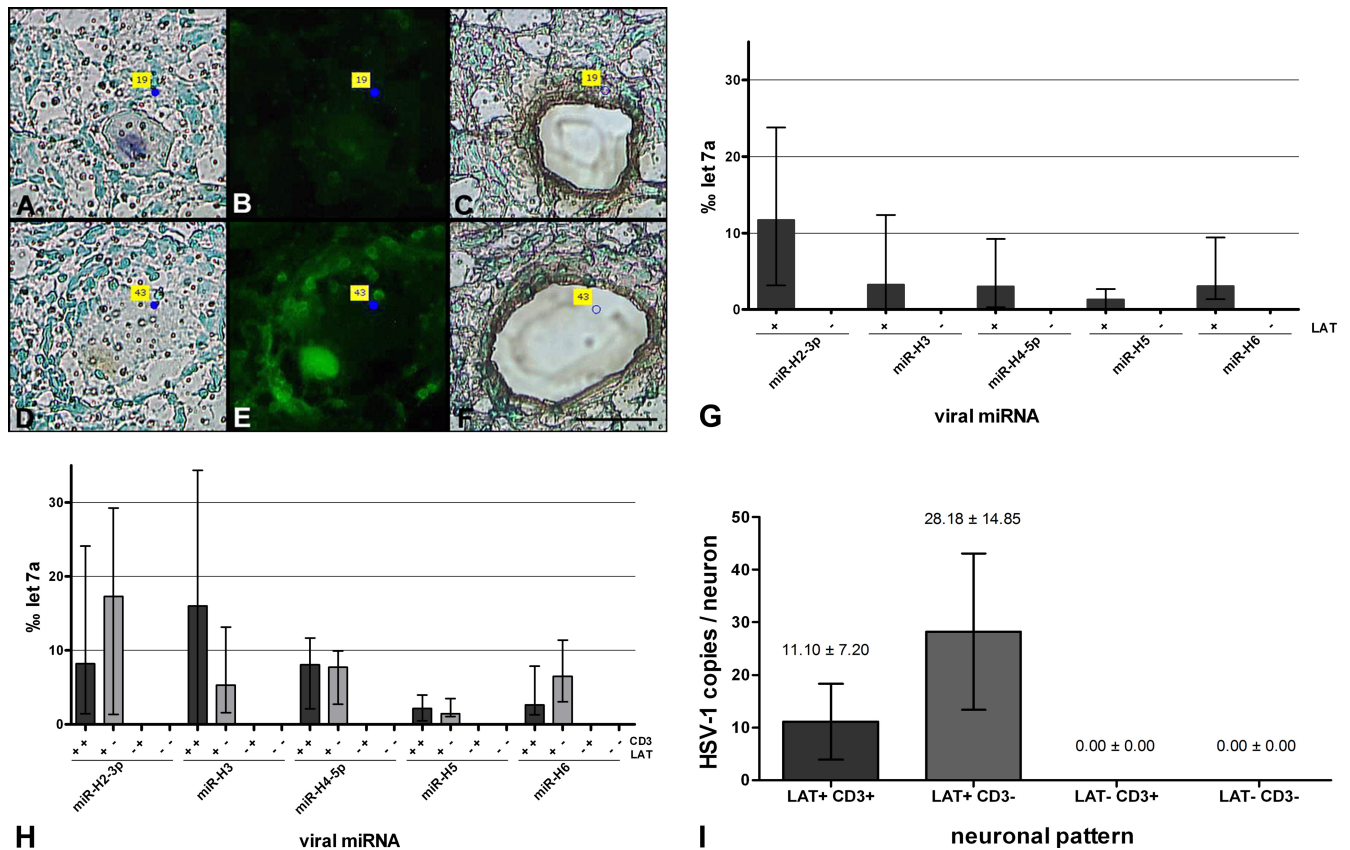 19
19
19
A
B
C
43
43
43
D
E
F
‰ let 7a
30
20
10
0
+ - + - + - + - + - LAT
miR-H2-3p
miR-H3
miR-H4-5p
miR-H5
miR-H6
viral miRNA
G
‰ let 7a
30
20
10
0
+ - + - + - + - + - + - + - + - + - + - CD3
+ + - - + + - - + + - - + + - - + + - - LAT
miR-H2-3p
miR-H3
miR-H4-5p
miR-H5
miR-H6
viral miRNA
H
HSV-1 copies / neuron
50
40
30
20
10
0
28.18 ± 14.85
11.10 ± 7.20
0.00 ± 0.00
0.00 ± 0.00
LAT+ CD3+
LAT+ CD3-
LAT- CD3+
LAT- CD3-
neuronal pattern
I